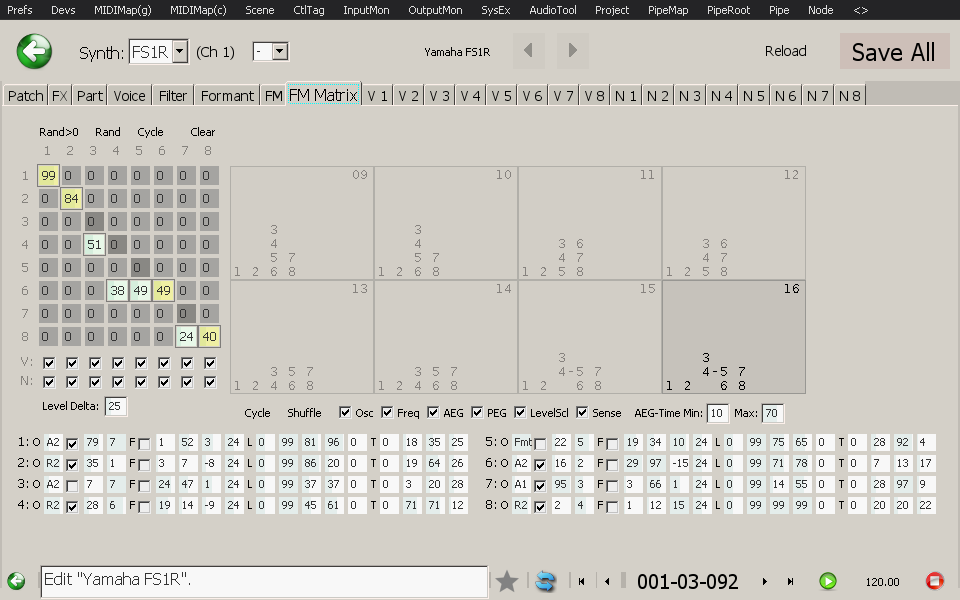 Prefs Devs MIDIMap(g) MIDIMap(c) Scene CtlTag InputMon OutputMon SysEx AudioTool Project PipeMap PipeRoot Pipe Node <>
Synth: FS1R (Ch 1) - Yamaha FS1R Reload Save All
Patch FX Part Voice Filter Formant FM FM Matrix V 1 V 2 V 3 V 4 V 5 V 6 V 7 V 8 N 1 N 2 N 3 N 4 N 5 N 6 N 7 N 8
Rand>0 Rand Cycle Clear
1 2 3 4 5 6 7 8
1 99 0 0 0 0 0 0 0
2 0 84 0 0 0 0 0 0
3 0 0 0 0 0 0 0 0
4 0 0 51 0 0 0 0 0
5 0 0 0 0 0 0 0 0
6 0 0 0 38 49 49 0 0
7 0 0 0 0 0 0 0 0
8 0 0 0 0 0 0 24 40
V:
N:
Level Delta: 25
09
3
4
5 7
1 2 6 8
10
3
4
5 7
1 2 6 8
11
3 6
4 7
1 2 5 8
12
3 6
4 7
1 2 5 8
13
3 5 7
1 2 4 6 8
14
3 5 7
1 2 4 6 8
15
3
4-5 7
1 2 6 8
16
3
4-5 7
1 2 6 8
Cycle Shuffle Osc Freq AEG PEG LevelScl Sense AEG-Time Min: 10 Max: 70
1: O A2 79 7 F 1 52 3 24 L 0 99 81 96 0 T 0 18 35 25
2: O R2 35 1 F 3 7 -8 24 L 0 99 86 20 0 T 0 19 64 26
3: O A2 7 7 F 24 47 1 24 L 0 99 37 37 0 T 0 3 20 28
4: O R2 28 6 F 19 14 -9 24 L 0 99 45 61 0 T 0 71 71 12
5: O Fmt 22 5 F 19 34 10 24 L 0 99 75 65 0 T 0 28 92 4
6: O A2 16 2 F 29 97 -15 24 L 0 99 71 78 0 T 0 7 13 17
7: O A1 95 3 F 3 66 1 24 L 0 99 14 55 0 T 0 28 97 9
8: O R2 2 4 F 1 12 15 24 L 0 99 99 99 0 T 0 20 20 22
Edit "Yamaha FS1R". 001-03-092 120.00